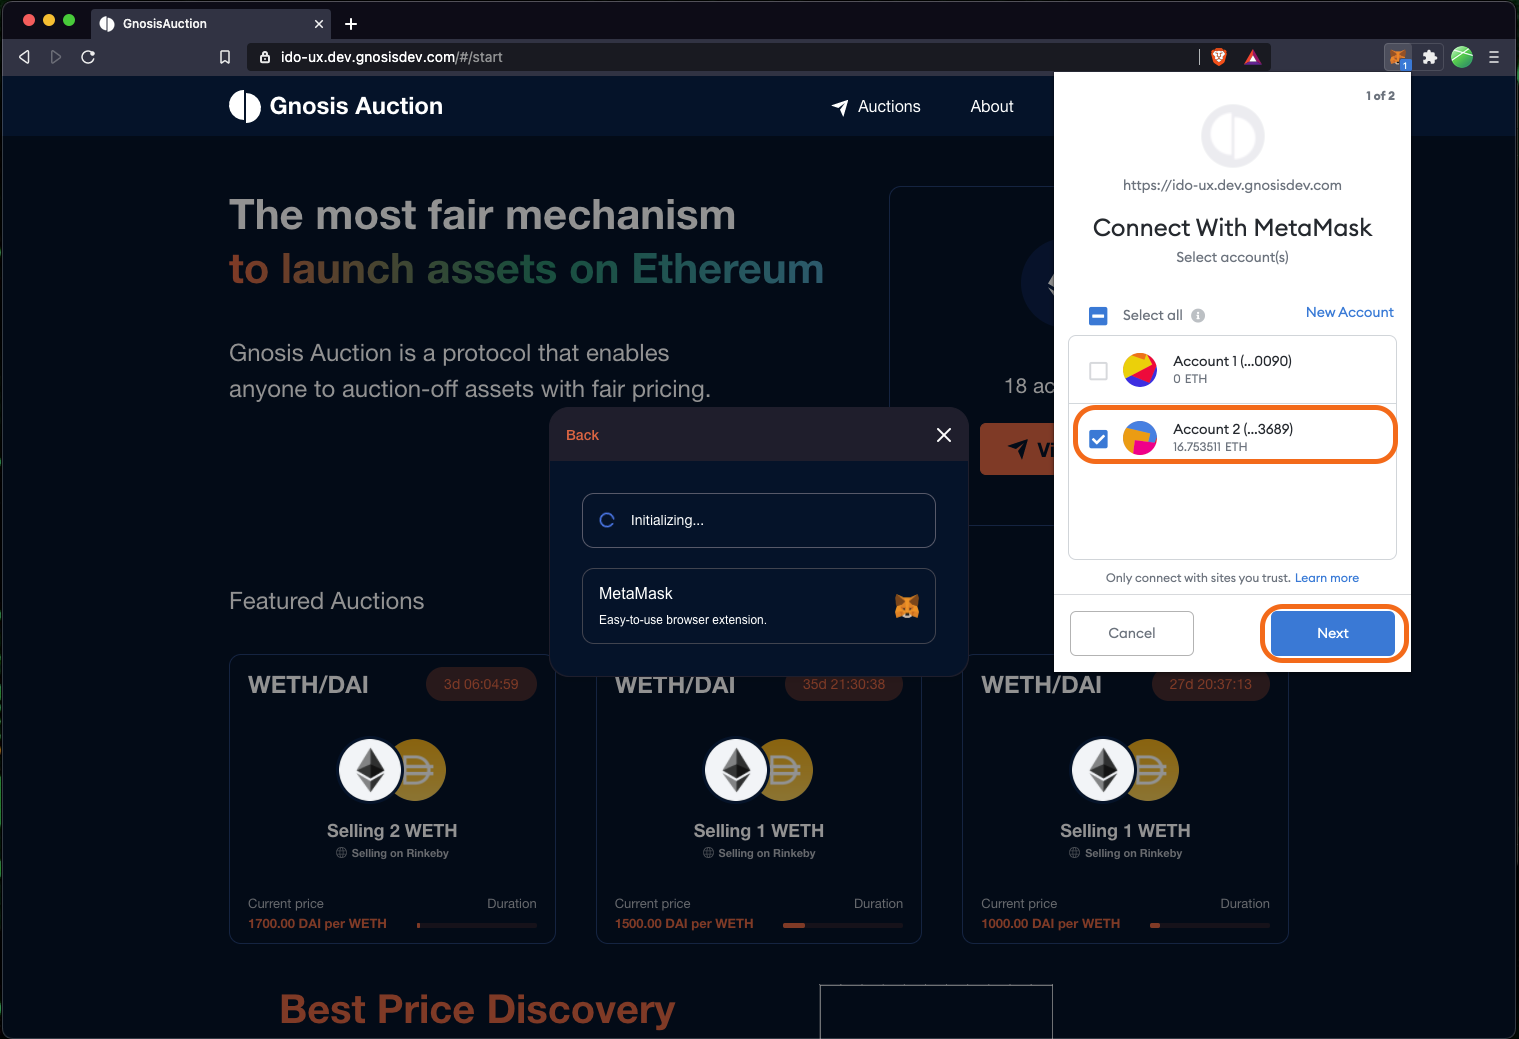 GnosisAuction
ido-ux.dev.gnosisdev.com/#/start
1
Gnosis Auction
Auctions
About
The most fair mechanism
to launch assets on Ethereum
Gnosis Auction is a protocol that enables
anyone to auction-off assets with fair pricing.
18
1 of 2
https://ido-ux.dev.gnosisdev.com
Connect With MetaMask
Select account(s)
Select all
New Account
Account 1 (...0090)
0 ETH
Account 2 (...3689)
16.753511 ETH
Only connect with sites you trust. Learn more
Cancel
Next
Back
Initializing...
MetaMask
Easy-to-use browser extension.
Featured Auctions
WETH/DAI
3d 06:04:59
Selling 2 WETH
Selling on Rinkeby
Current price
Duration
1700.00 DAI per WETH
WETH/DAI
35d 21:30:38
Selling 1 WETH
Selling on Rinkeby
Current price
Duration
1500.00 DAI per WETH
WETH/DAI
27d 20:37:13
Selling 1 WETH
Selling on Rinkeby
Current price
Duration
1000.00 DAI per WETH
Best Price Discovery